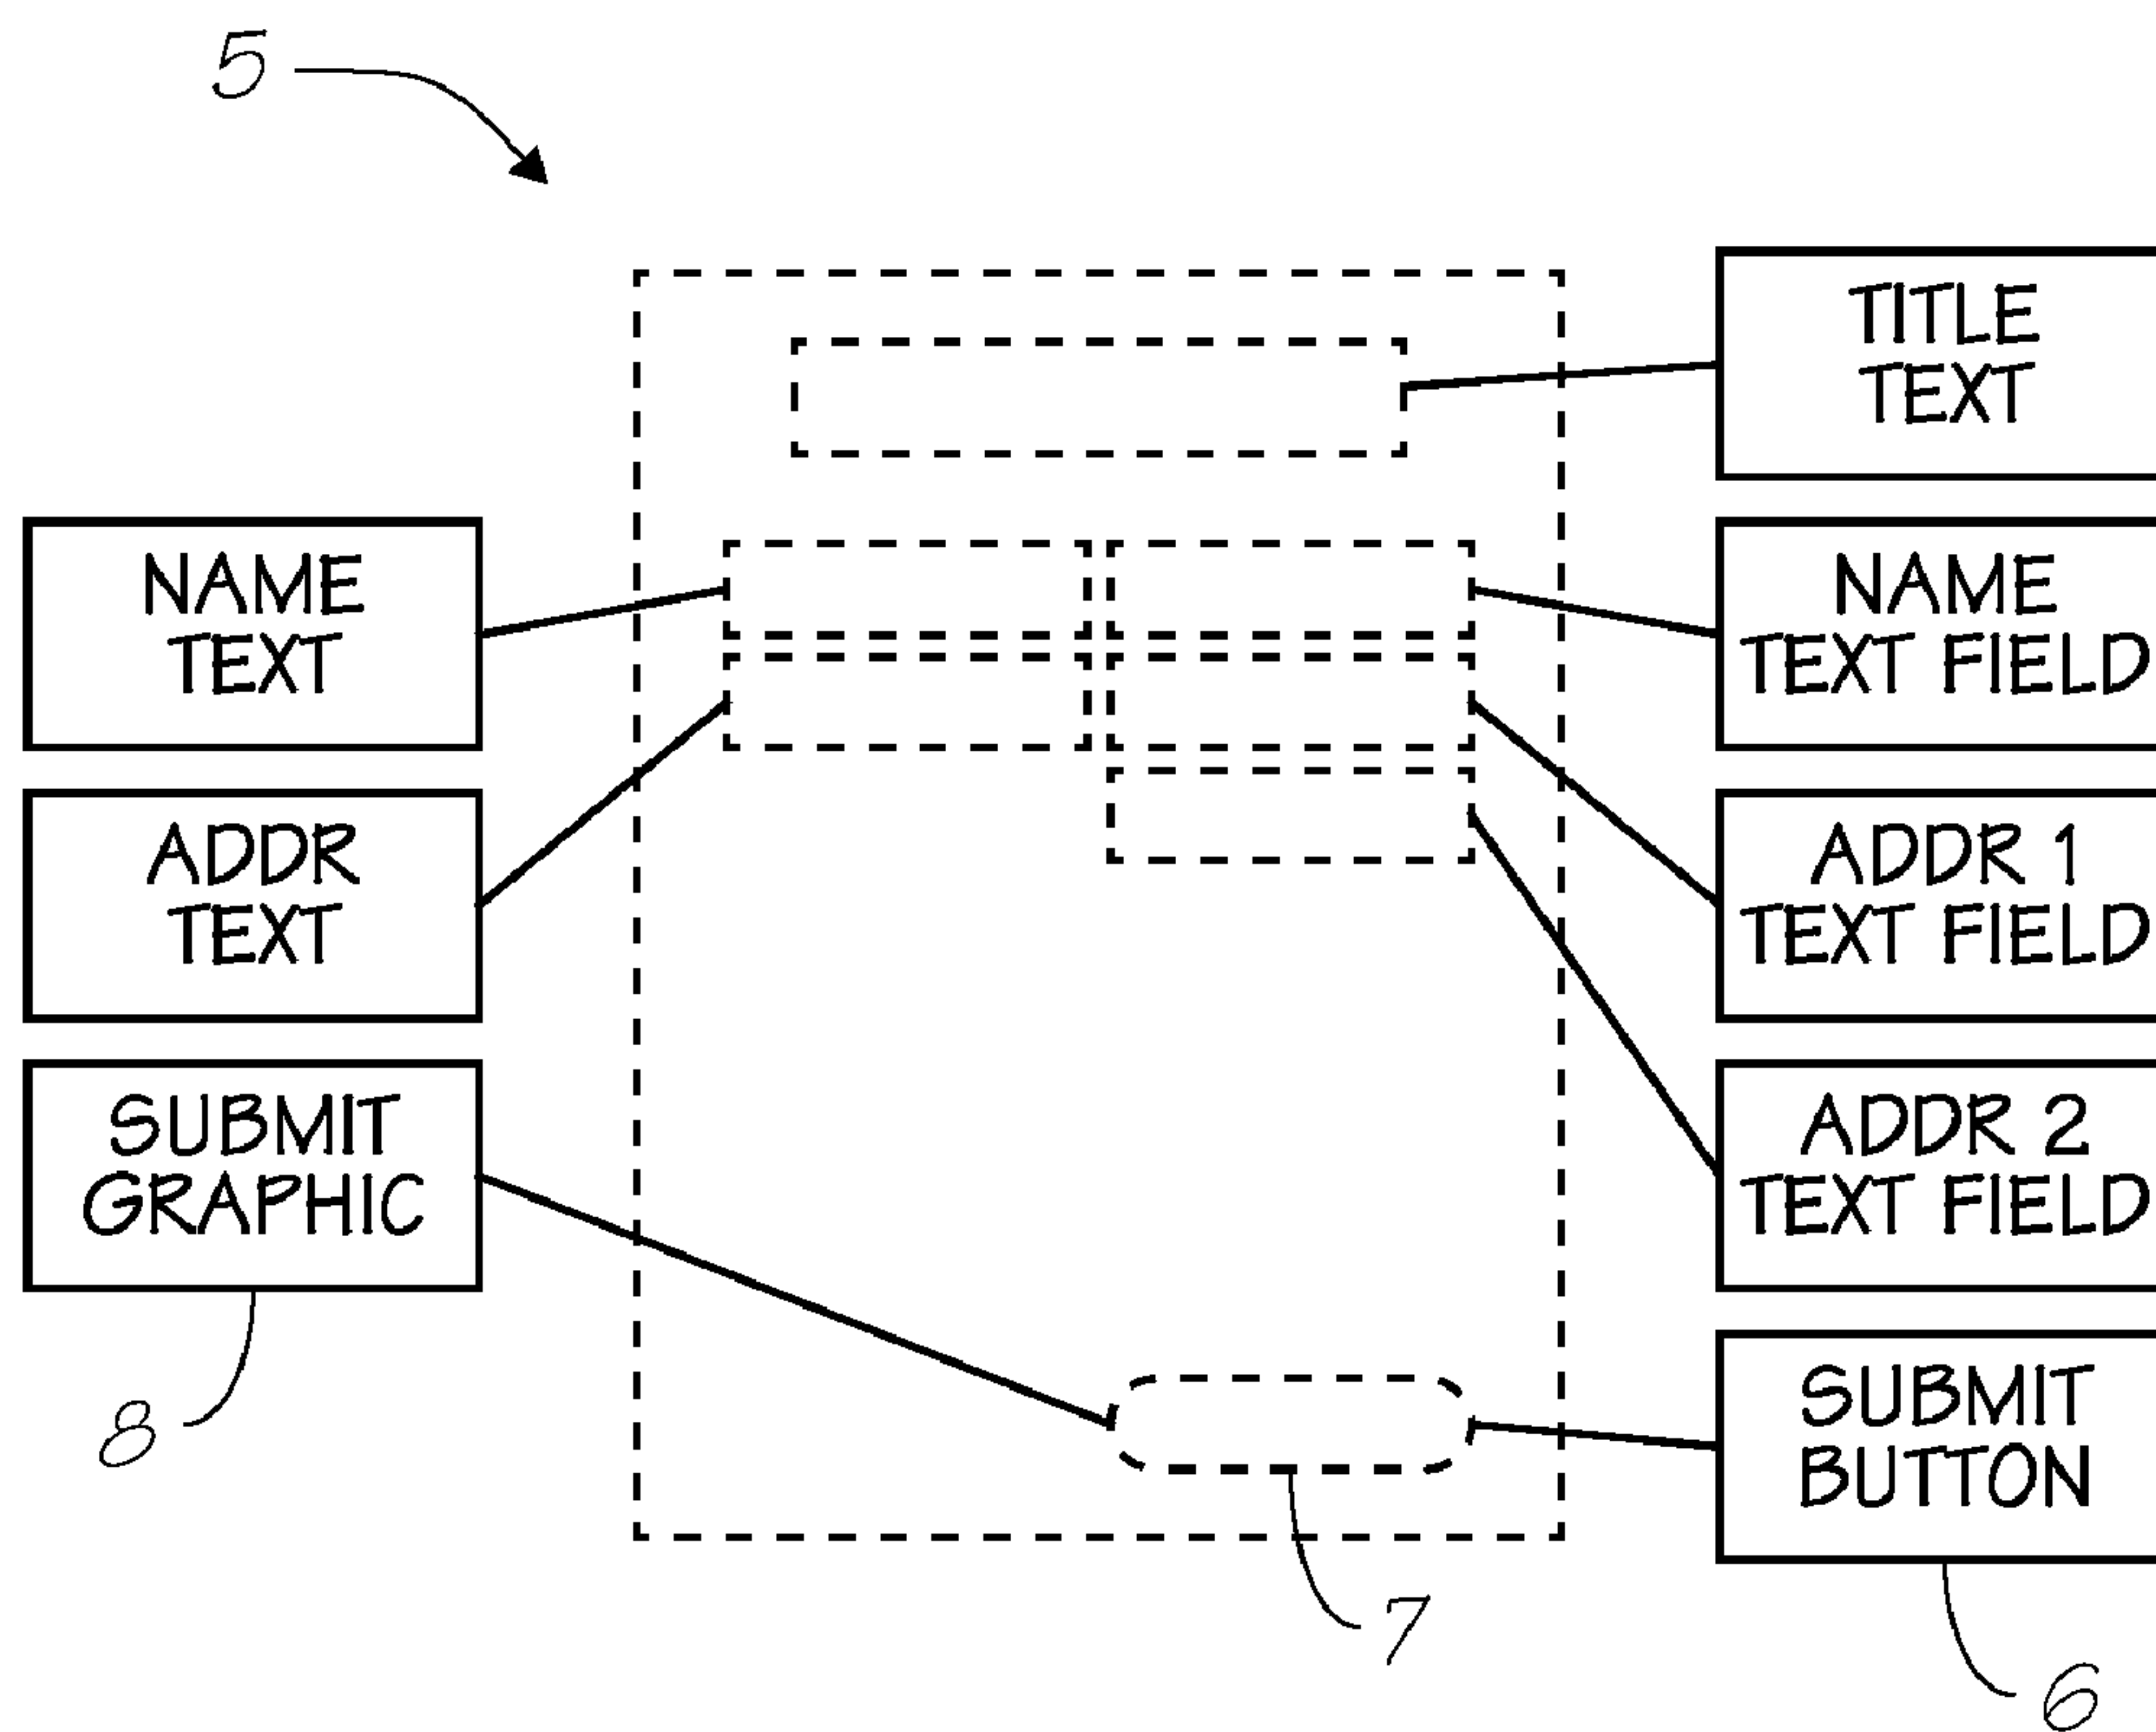 5
TITLE
TEXT
NAME
TEXT
NAME
TEXT FIELD
ADDR
TEXT
ADDR 1
TEXT FIELD
SUBMIT
GRAPHIC
ADDR 2
TEXT FIELD
SUBMIT
BUTTON
8
7
6